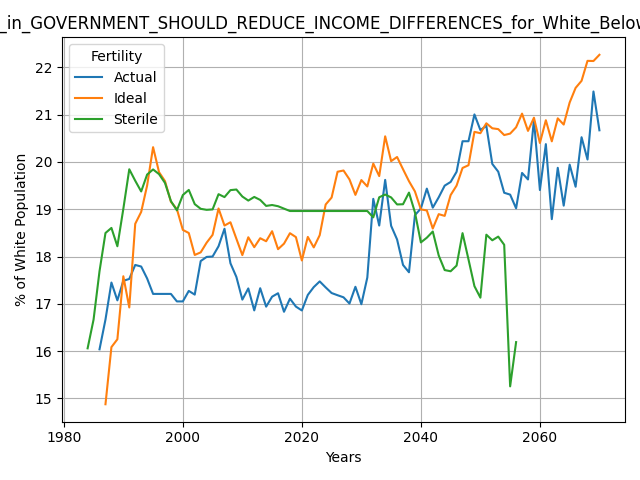 _in_GOVERNMENT_SHOULD_REDUCE_INCOME_DIFFERENCES_for_White_Below
Fertility
Actual
Ideal
Sterile
% of White Population
22
21
20
19
18
17
16
15
1980
2000
2020
2040
2060
Years